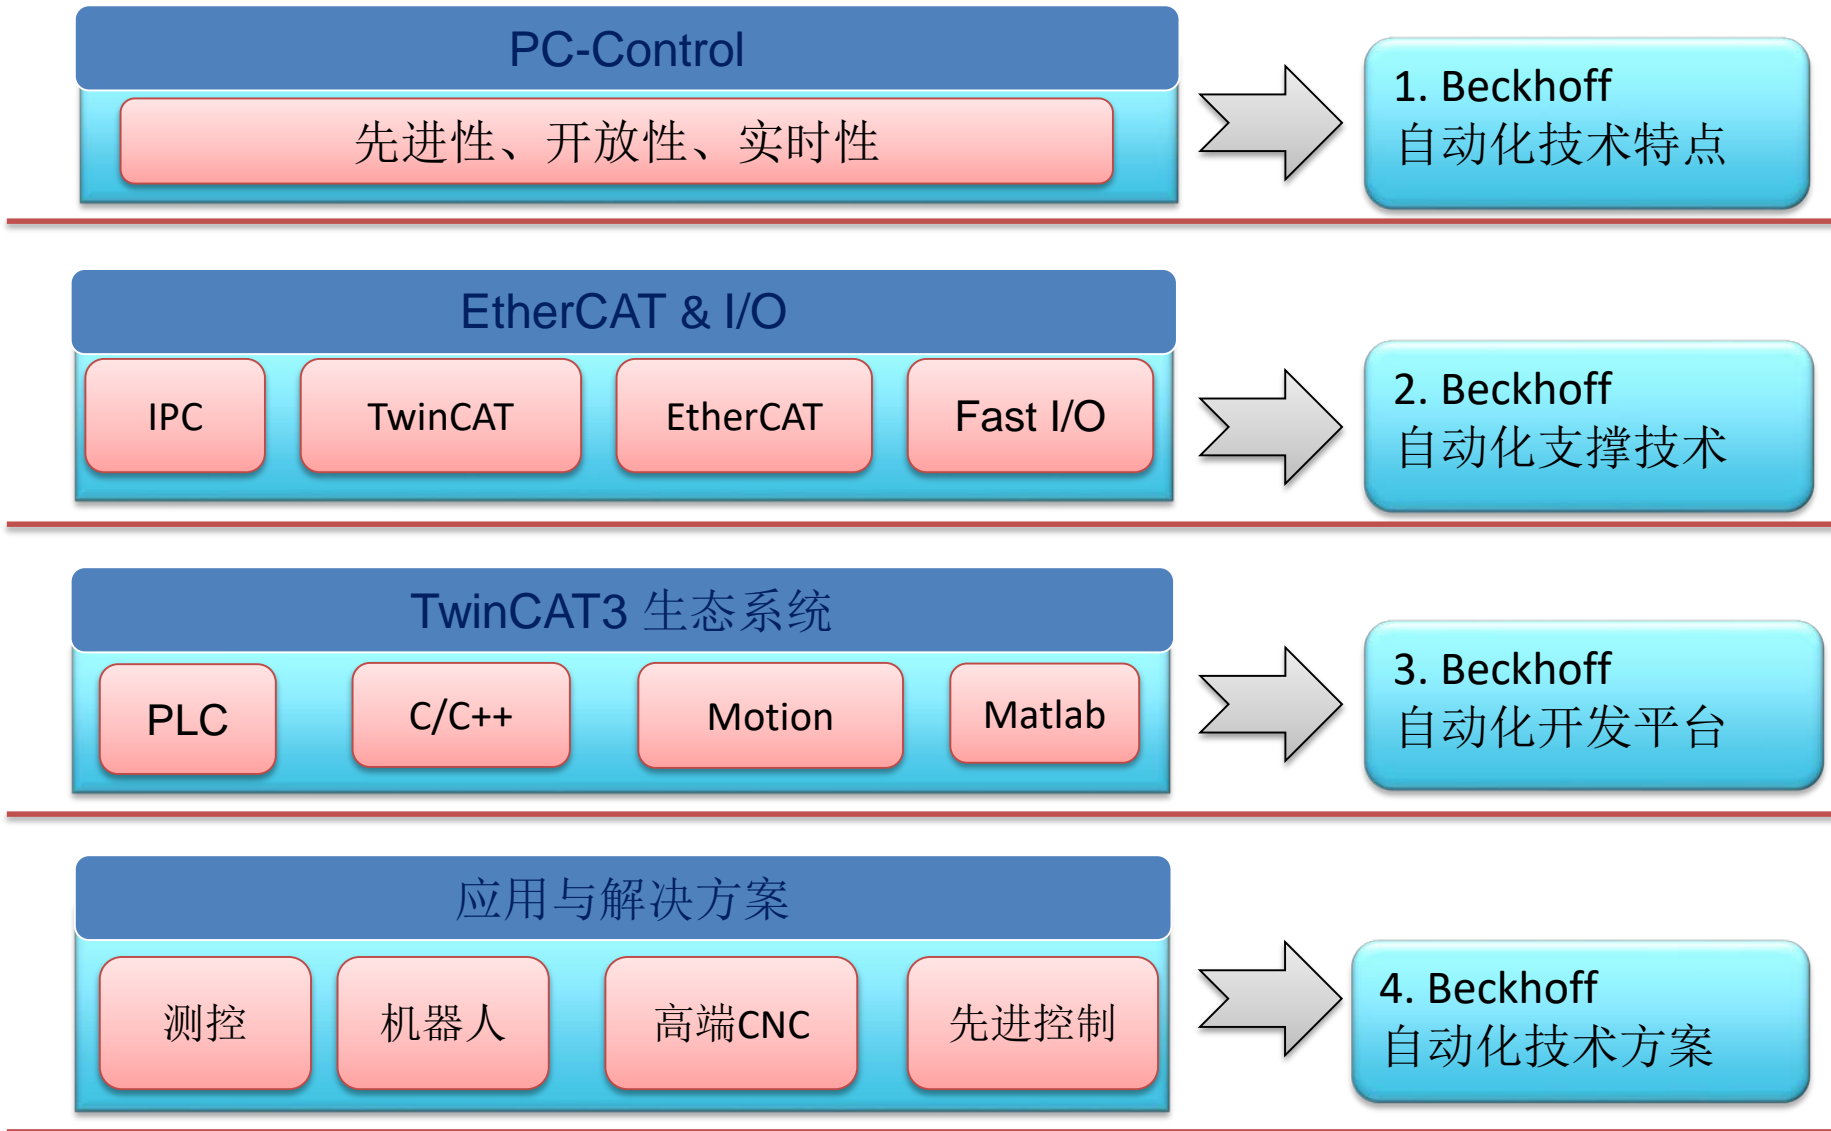 PC-Control
先进性、开放性、实时性
1. Beckhoff
自动化技术特点
EtherCAT & I/O
IPC
TwinCAT
EtherCAT
Fast I/O
2. Beckhoff
自动化支撑技术
TwinCAT3 生态系统
PLC
C/C++
Motion
Matlab
3. Beckhoff
自动化开发平台
应用与解决方案
测控
机器人
高端CNC
先进控制
4. Beckhoff
自动化技术方案